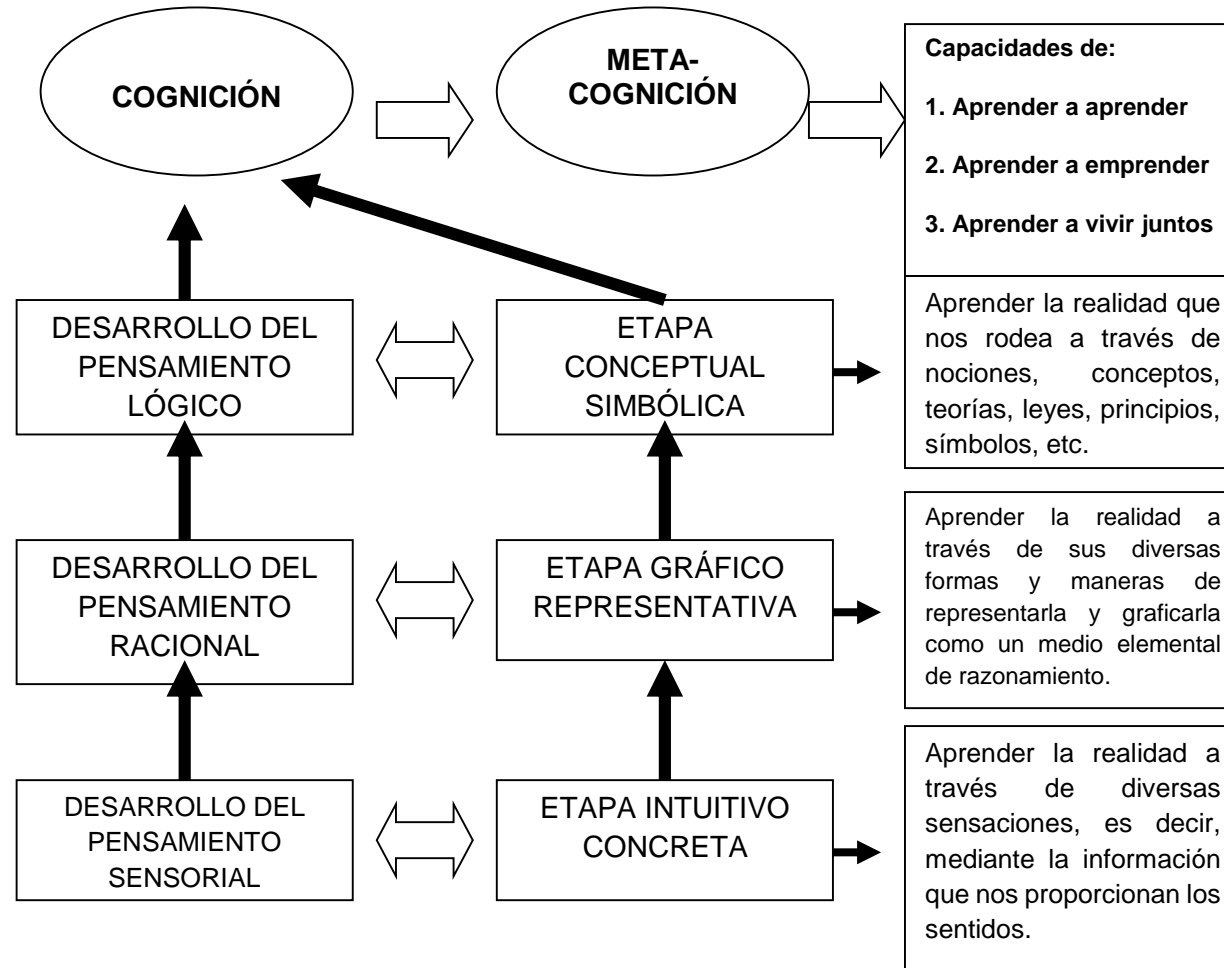 COGNICIÓN
META-
COGNICIÓN
Capacidades de:
1. Aprender a aprender
2. Aprender a emprender
3. Aprender a vivir juntos
DESARROLLO DEL
PENSAMIENTO
LÓGICO
ETAPA
CONCEPTUAL
SIMBÓLICA
Aprender la realidad que
nos rodea a través de
nociones, conceptos,
teorías, leyes, principios,
símbolos, etc.
DESARROLLO DEL
PENSAMIENTO
RACIONAL
ETAPA GRÁFICO
REPRESENTATIVA
Aprender la realidad a
través de sus diversas
formas y maneras de
representarla y graficarla
como un medio elemental
de razonamiento.
DESARROLLO DEL
PENSAMIENTO
SENSORIAL
ETAPA INTUITIVO
CONCRETA
Aprender la realidad a
través de diversas
sensaciones, es decir,
mediante la información
que nos proporcionan los
sentidos.